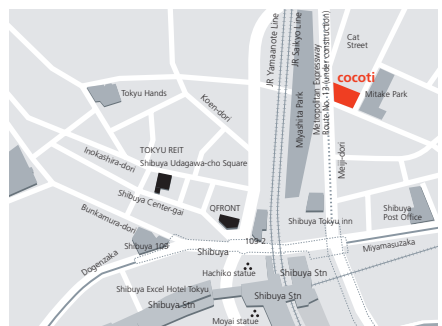 JR Yamanote Line
JR Saikyo Line
Metropolitan Expressway
Route No. 13 (under construction)
Cat
Street
cocoti
Mitake Park
Tokyu Hands
Koen-dori
Miyashita Park
Meiji-dori
TOKYU REIT
Shibuya Udagawa-cho Square
Inokashira-dori
Shibuya Center-gai
QFRONT
Bunkamura-dori
Shibuya Tokyu inn
Shibuya
Post Office
Shibuya 109
109-2
Miyamasuzaka
Shibuya
Dogenzaka
Hachiko statue
Shibuya Stn
Shibuya Excel Hotel Tokyu
Shibuya Stn
Shibuya Stn
Moyai statue